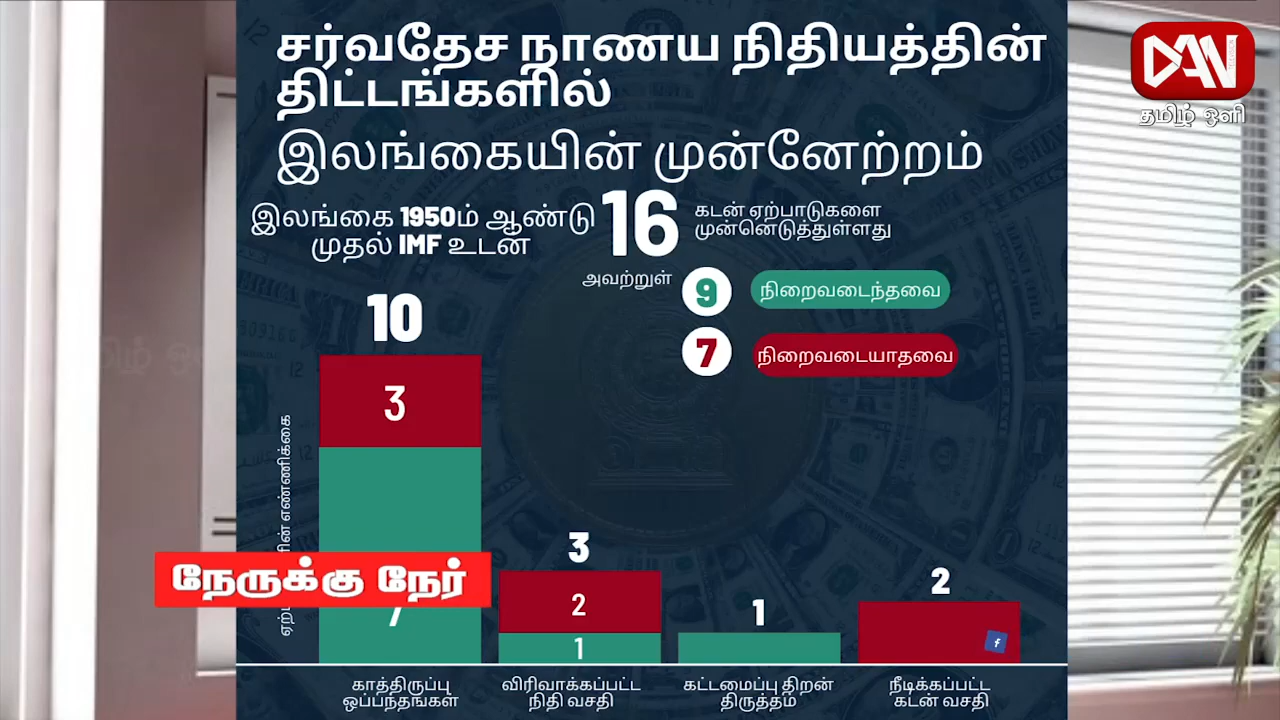 சர்வதேச நாணய நிதியத்தின்
திட்டங்களில்
இலங்கையின் முன்னேற்றம்
இலங்கை 1950ம் ஆண்டு
முதல் IMF உடன்
16
கடன் ஏற்பாடுகளை
முன்னெடுத்துள்ளது
அவற்றுள்
9
நிறைவடைந்தவை
7
நிறைவடையாதவை
DAN
தமிழ் ஒளி
10
3
7
3
2
1
1
2
எண்ணிக்கை
நேருக்கு நேர்
காத்திருப்பு
ஒப்பந்தங்கள்
விரிவாக்கப்பட்ட
நிதி வசதி
கட்டமைப்பு திறன்
திருத்தம்
நீடிக்கப்பட்ட
கடன் வசதி